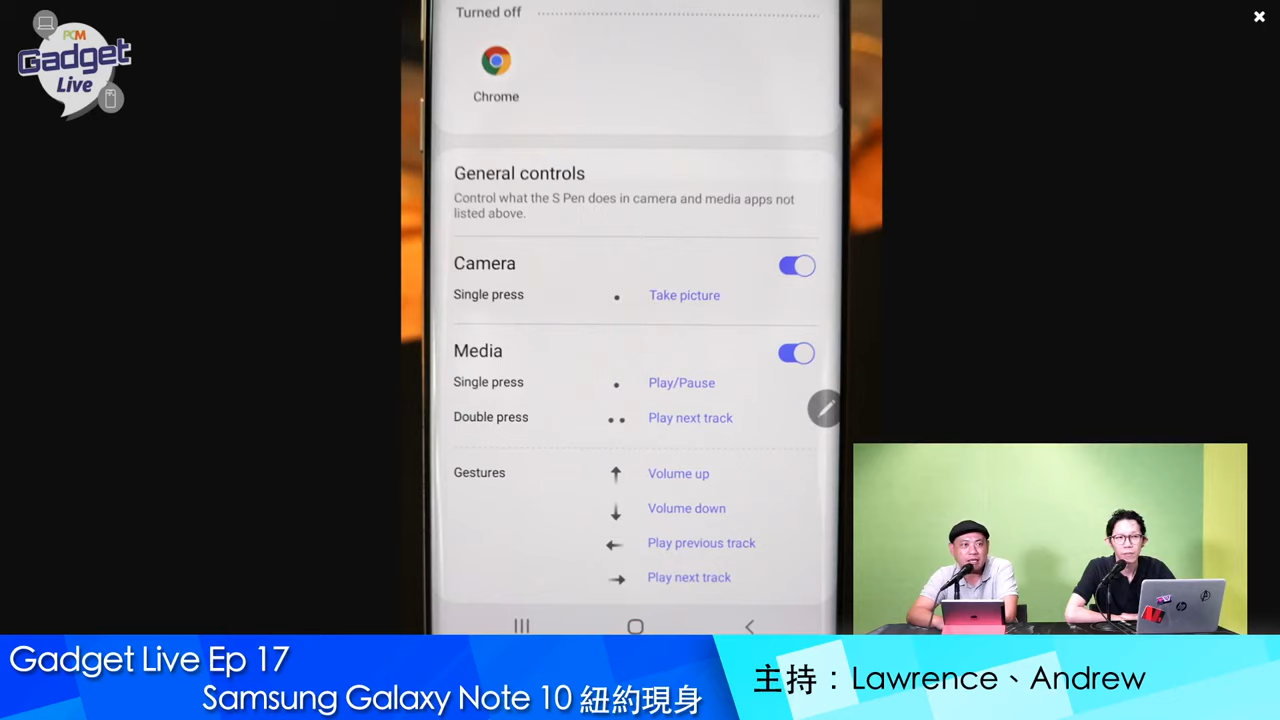 PCM
Gadget
Live
Turned off
Chrome
General controls
Control what the S Pen does in camera and media apps not
listed above.
Camera
Single press
Take picture
Media
Single press
Play/Pause
Double press
Play next track
Gestures
Volume up
Volume down
Play previous track
Play next track
hp
Gadget Live Ep 17
Samsung Galaxy Note 10 紐約現身
主持：Lawrence、Andrew